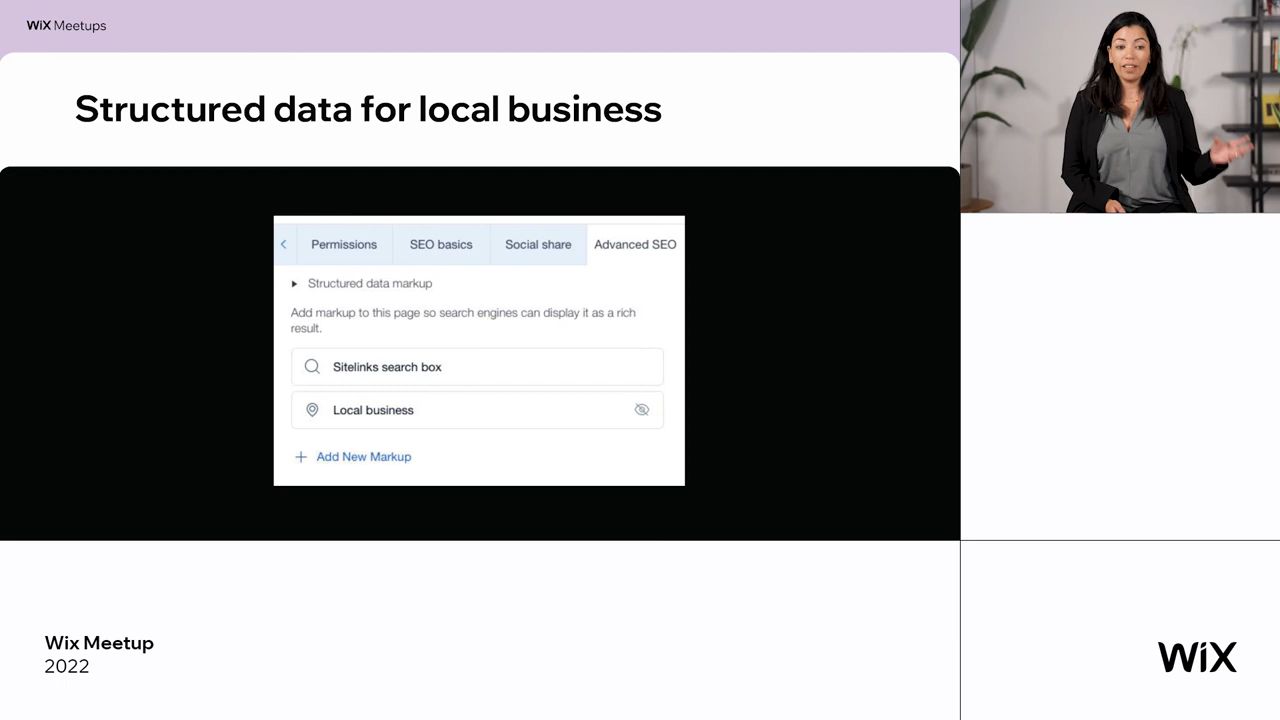 WiX Meetups
Structured data for local business
Permissions
SEO basics
Social share
Advanced SEO
Structured data markup
Add markup to this page so search engines can display it as a rich
result.
Sitelinks search box
Local business
Add New Markup
Wix Meetup
2022
WiX